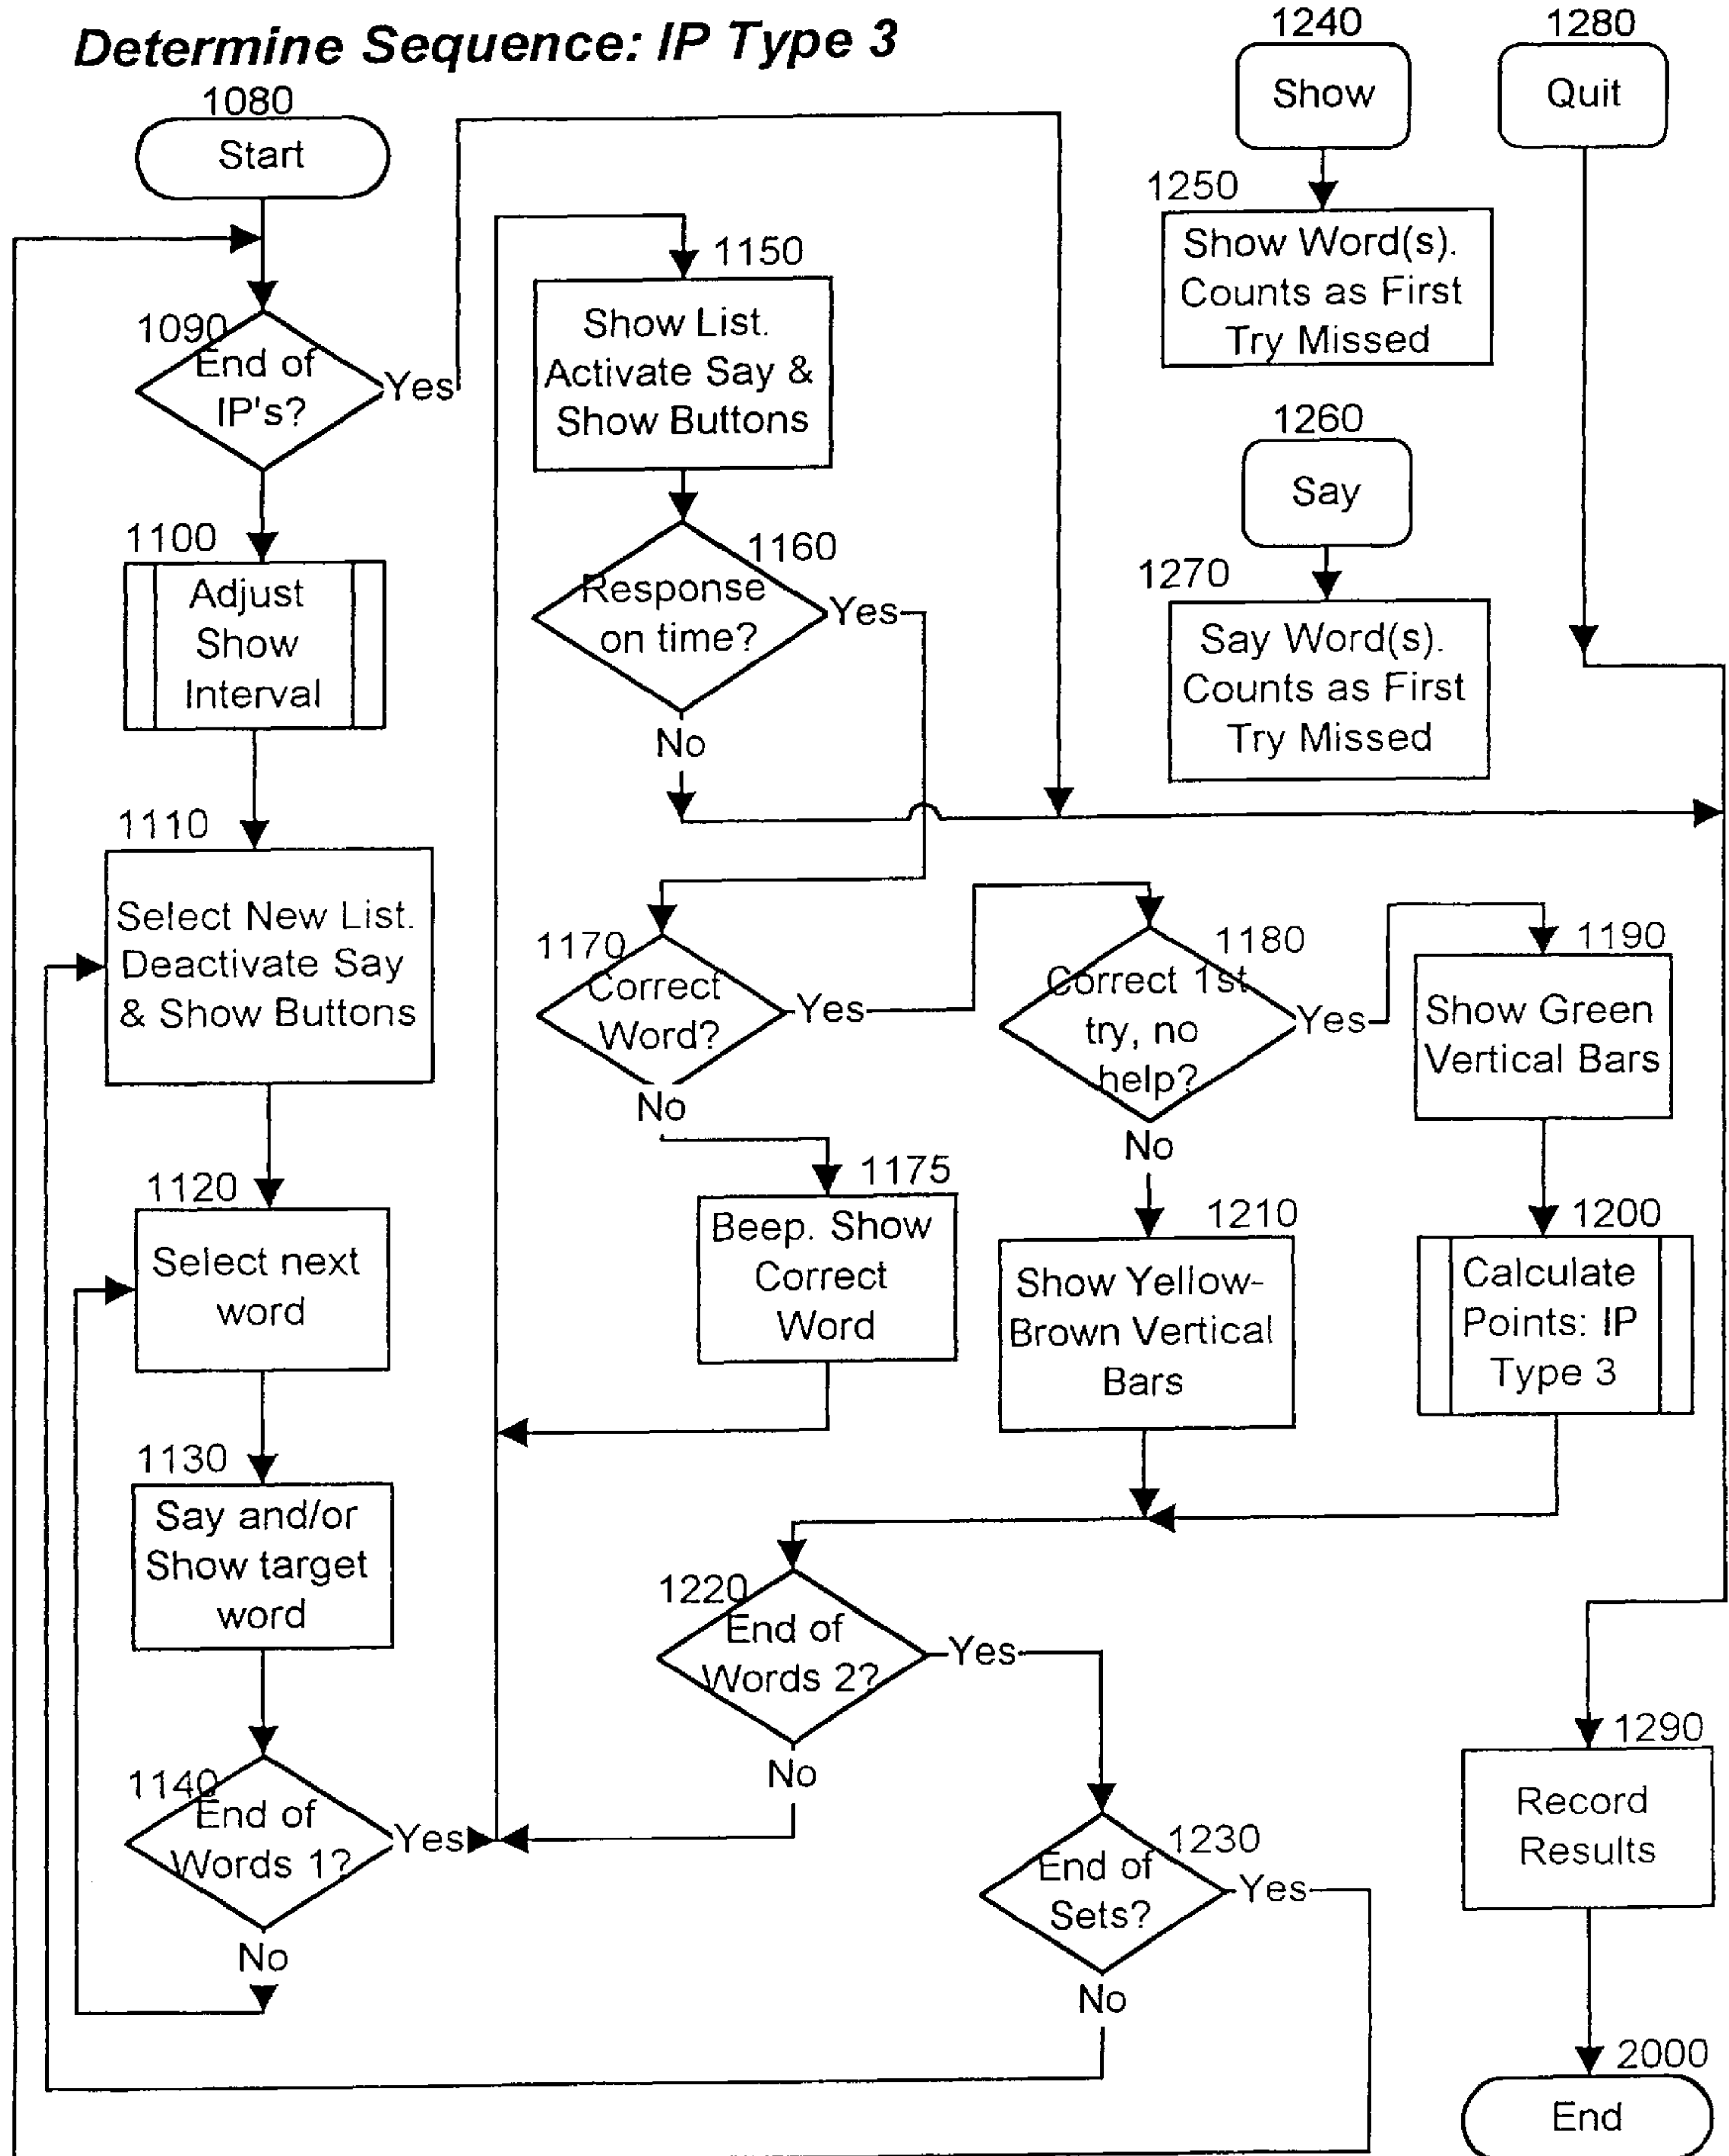 Determine Sequence: IP Type 3
1080
Start
1090
End of
IP's?
Yes
1100
Adjust
Show
Interval
1110
Select New List.
Deactivate Say
& Show Buttons
1120
Select next
word
1130
Say and/or
Show target
word
1140
End of
Words 1?
Yes
No
1150
Show List.
Activate Say &
Show Buttons
1160
Response
on time?
Yes
No
1170
Correct
Word?
Yes
No
1175
Beep. Show
Correct
Word
1180
Correct 1st
try, no
help?
Yes
No
1190
Show Green
Vertical Bars
1200
Calculate
Points: IP
Type 3
1210
Show Yellow-
Brown Vertical
Bars
1220
End of
Words 2?
Yes
No
1230
End of
Sets?
Yes
No
1240
Show
1250
Show Word(s).
Counts as First
Try Missed
1260
Say
1270
Say Word(s).
Counts as First
Try Missed
1280
Quit
1290
Record
Results
2000
End